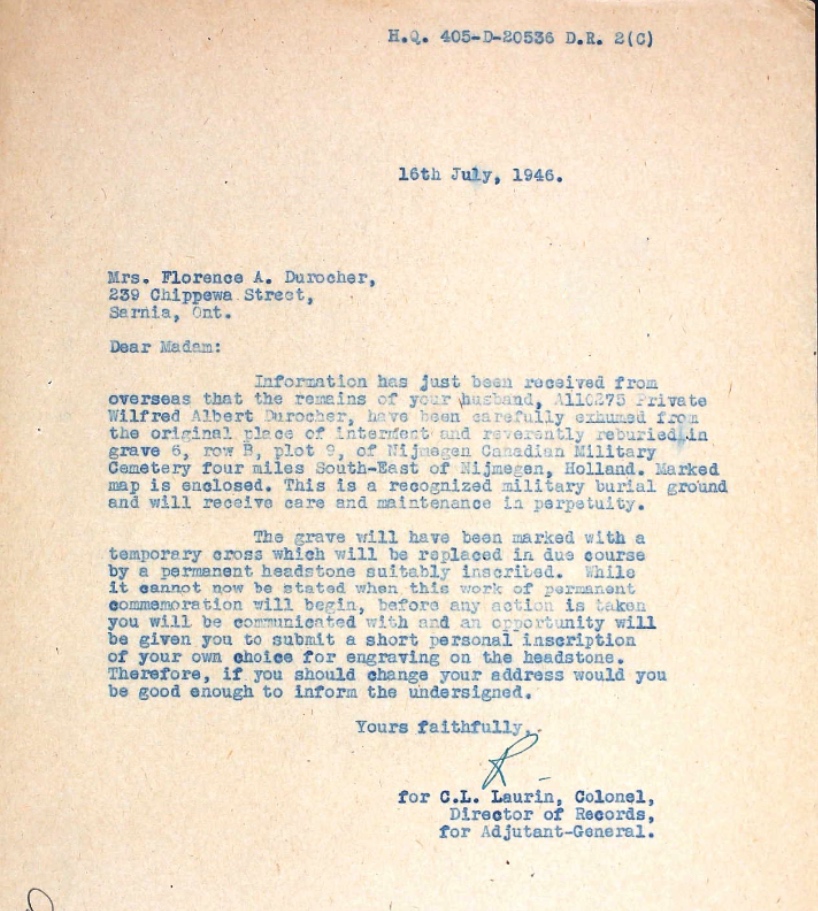 H.Q. 405-D-20536 D.R. 2(C)
16th July, 1946.
Mrs. Florence A. Durocher,
239 Chippewa Street,
Sarnia, Ont.
Dear Madam:
Information has just been received from
overseas that the remains of your husband, A110275 Private
Wilfred Albert Durocher, have been carefully exhumed from
the original place of interment and reverently reburied in
grave 6, row B, plot 9, of Nijmegen Canadian Military
Cemetery four miles South-East of Nijmegen, Holland. Marked
map is enclosed. This is a recognized military burial ground
and will receive care and maintenance in perpetuity.
The grave will have been marked with a
temporary cross which will be replaced in due course
by a permanent headstone suitably inscribed. While
it cannot now be stated when this work of permanent
commemoration will begin, before any action is taken
you will be communicated with and an opportunity will
be given you to submit a short personal inscription
of your own choice for engraving on the headstone.
Therefore, if you should change your address would you
be good enough to inform the undersigned.
Yours faithfully,
R
for C.L. Laurin, Colonel,
Director of Records,
for Adjutant-General.